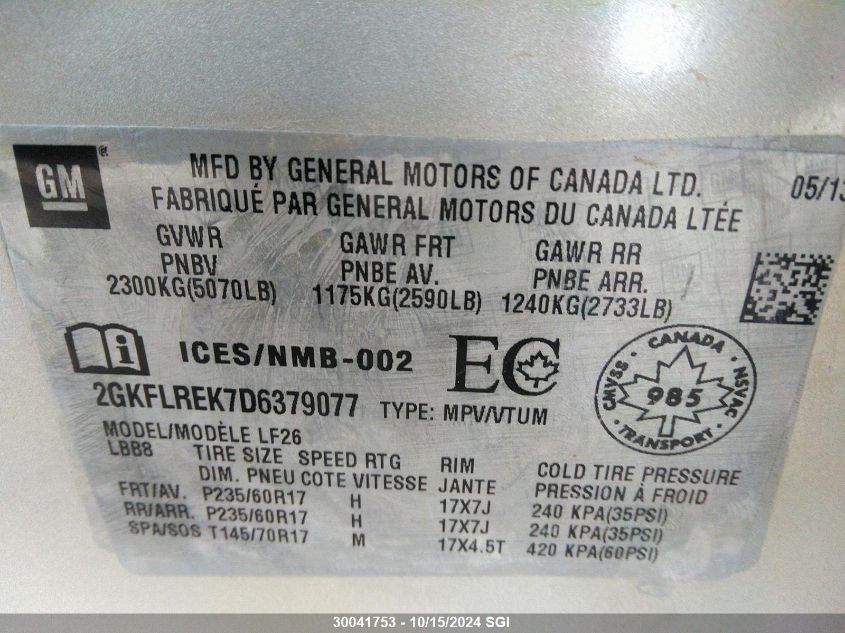 GM
MFD BY GENERAL MOTORS OF CANADA LTD. 05/13
FABRIQUÉ PAR GENERAL MOTORS DU CANADA LTÉE
GVWR GAWR FRT GAWR RR
PNBV PNBE AV. PNBE ARR.
2300KG(5070LB) 1175KG(2590LB) 1240KG(2733LB)
i ICES/NMB-002 EC
CANADA
CMVSS 985 NSVAC
TRANSPORT
2GKFLREK7D6379077 TYPE: MPV/VTUM
MODEL/MODÈLE LF26
LBB8 TIRE SIZE SPEED RTG RIM COLD TIRE PRESSURE
DIM. PNEU COTE VITESSE JANTE PRESSION À FROID
FRT/AV. P235/60R17 H 17X7J 240 KPA(35PSI)
RR/ARR. P235/60R17 H 17X7J 240 KPA(35PSI)
SPA/SOS T145/70R17 M 17X4.5T 420 KPA(60PSI)
30041753 - 10/15/2024 SGI